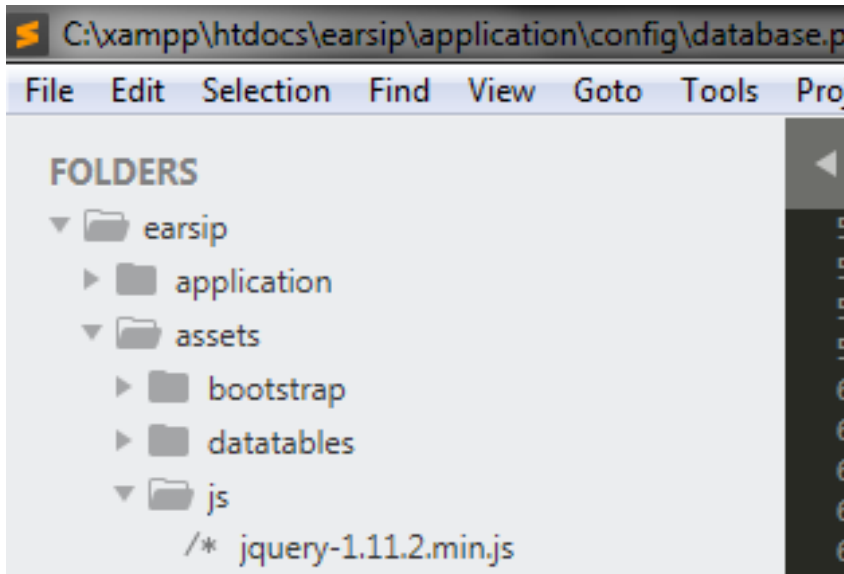 C:\xampp\htdocs\earsip\application\config\database.p
File Edit Selection Find View Goto Tools Pro
FOLDERS
earsip
application
assets
bootstrap
datatables
js
/* jquery-1.11.2.min.js